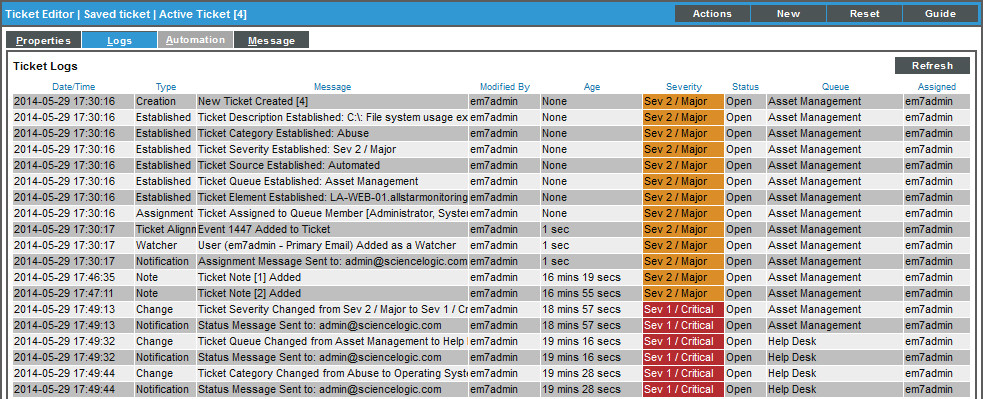 Ticket Editor | Saved ticket | Active Ticket [4] Actions New Reset Guide
Properties Logs Automation Message
Ticket Logs Refresh
Date/Time Type Message Modified By Age Severity Status Queue Assigned
2014-05-29 17:30:16 Creation New Ticket Created [4] em7admin None Sev 2 / Major Open Asset Management em7admin
2014-05-29 17:30:16 Established Ticket Description Established: C:\: File system usage ex em7admin None Sev 2 / Major Open Asset Management em7admin
2014-05-29 17:30:16 Established Ticket Category Established: Abuse em7admin None Sev 2 / Major Open Asset Management em7admin
2014-05-29 17:30:16 Established Ticket Severity Established: Sev 2 / Major em7admin None Sev 2 / Major Open Asset Management em7admin
2014-05-29 17:30:16 Established Ticket Source Established: Automated em7admin None Sev 2 / Major Open Asset Management em7admin
2014-05-29 17:30:16 Established Ticket Queue Established: Asset Management em7admin None Sev 2 / Major Open Asset Management em7admin
2014-05-29 17:30:16 Established Ticket Element Established: LA-WEB-01.allstarmonitoring em7admin None Sev 2 / Major Open Asset Management em7admin
2014-05-29 17:30:16 Assignment Ticket Assigned to Queue Member [Administrator, System em7admin None Sev 2 / Major Open Asset Management em7admin
2014-05-29 17:30:17 Ticket Alignm Event 1447 Added to Ticket em7admin 1 sec Sev 2 / Major Open Asset Management em7admin
2014-05-29 17:30:17 Watcher User (em7admin - Primary Email) Added as a Watcher em7admin 1 sec Sev 2 / Major Open Asset Management em7admin
2014-05-29 17:30:17 Notification Assignment Message Sent to: admin@sciencelogic.com em7admin 1 sec Sev 2 / Major Open Asset Management em7admin
2014-05-29 17:46:35 Note Ticket Note [1] Added em7admin 16 mins 19 secs Sev 2 / Major Open Asset Management em7admin
2014-05-29 17:47:11 Note Ticket Note [2] Added em7admin 16 mins 55 secs Sev 2 / Major Open Asset Management em7admin
2014-05-29 17:49:13 Change Ticket Severity Changed from Sev 2 / Major to Sev 1 / Cr em7admin 18 mins 57 secs Sev 1 / Critical Open Asset Management em7admin
2014-05-29 17:49:13 Notification Status Message Sent to: admin@sciencelogic.com em7admin 18 mins 57 secs Sev 1 / Critical Open Asset Management em7admin
2014-05-29 17:49:32 Change Ticket Queue Changed from Asset Management to Help em7admin 19 mins 16 secs Sev 1 / Critical Open Help Desk em7admin
2014-05-29 17:49:32 Notification Status Message Sent to: admin@sciencelogic.com em7admin 19 mins 16 secs Sev 1 / Critical Open Help Desk em7admin
2014-05-29 17:49:44 Change Ticket Category Changed from Abuse to Operating Syst em7admin 19 mins 28 secs Sev 1 / Critical Open Help Desk em7admin
2014-05-29 17:49:44 Notification Status Message Sent to: admin@sciencelogic.com em7admin 19 mins 28 secs Sev 1 / Critical Open Help Desk em7admin